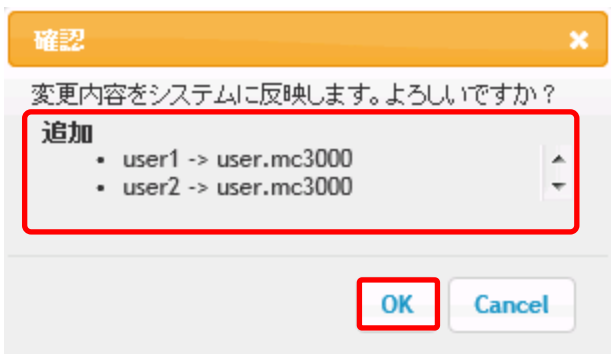 確認
変更内容をシステムに反映します。よろしいですか？
追加
• user1 -> user.mc3000
• user2 -> user.mc3000
OK Cancel